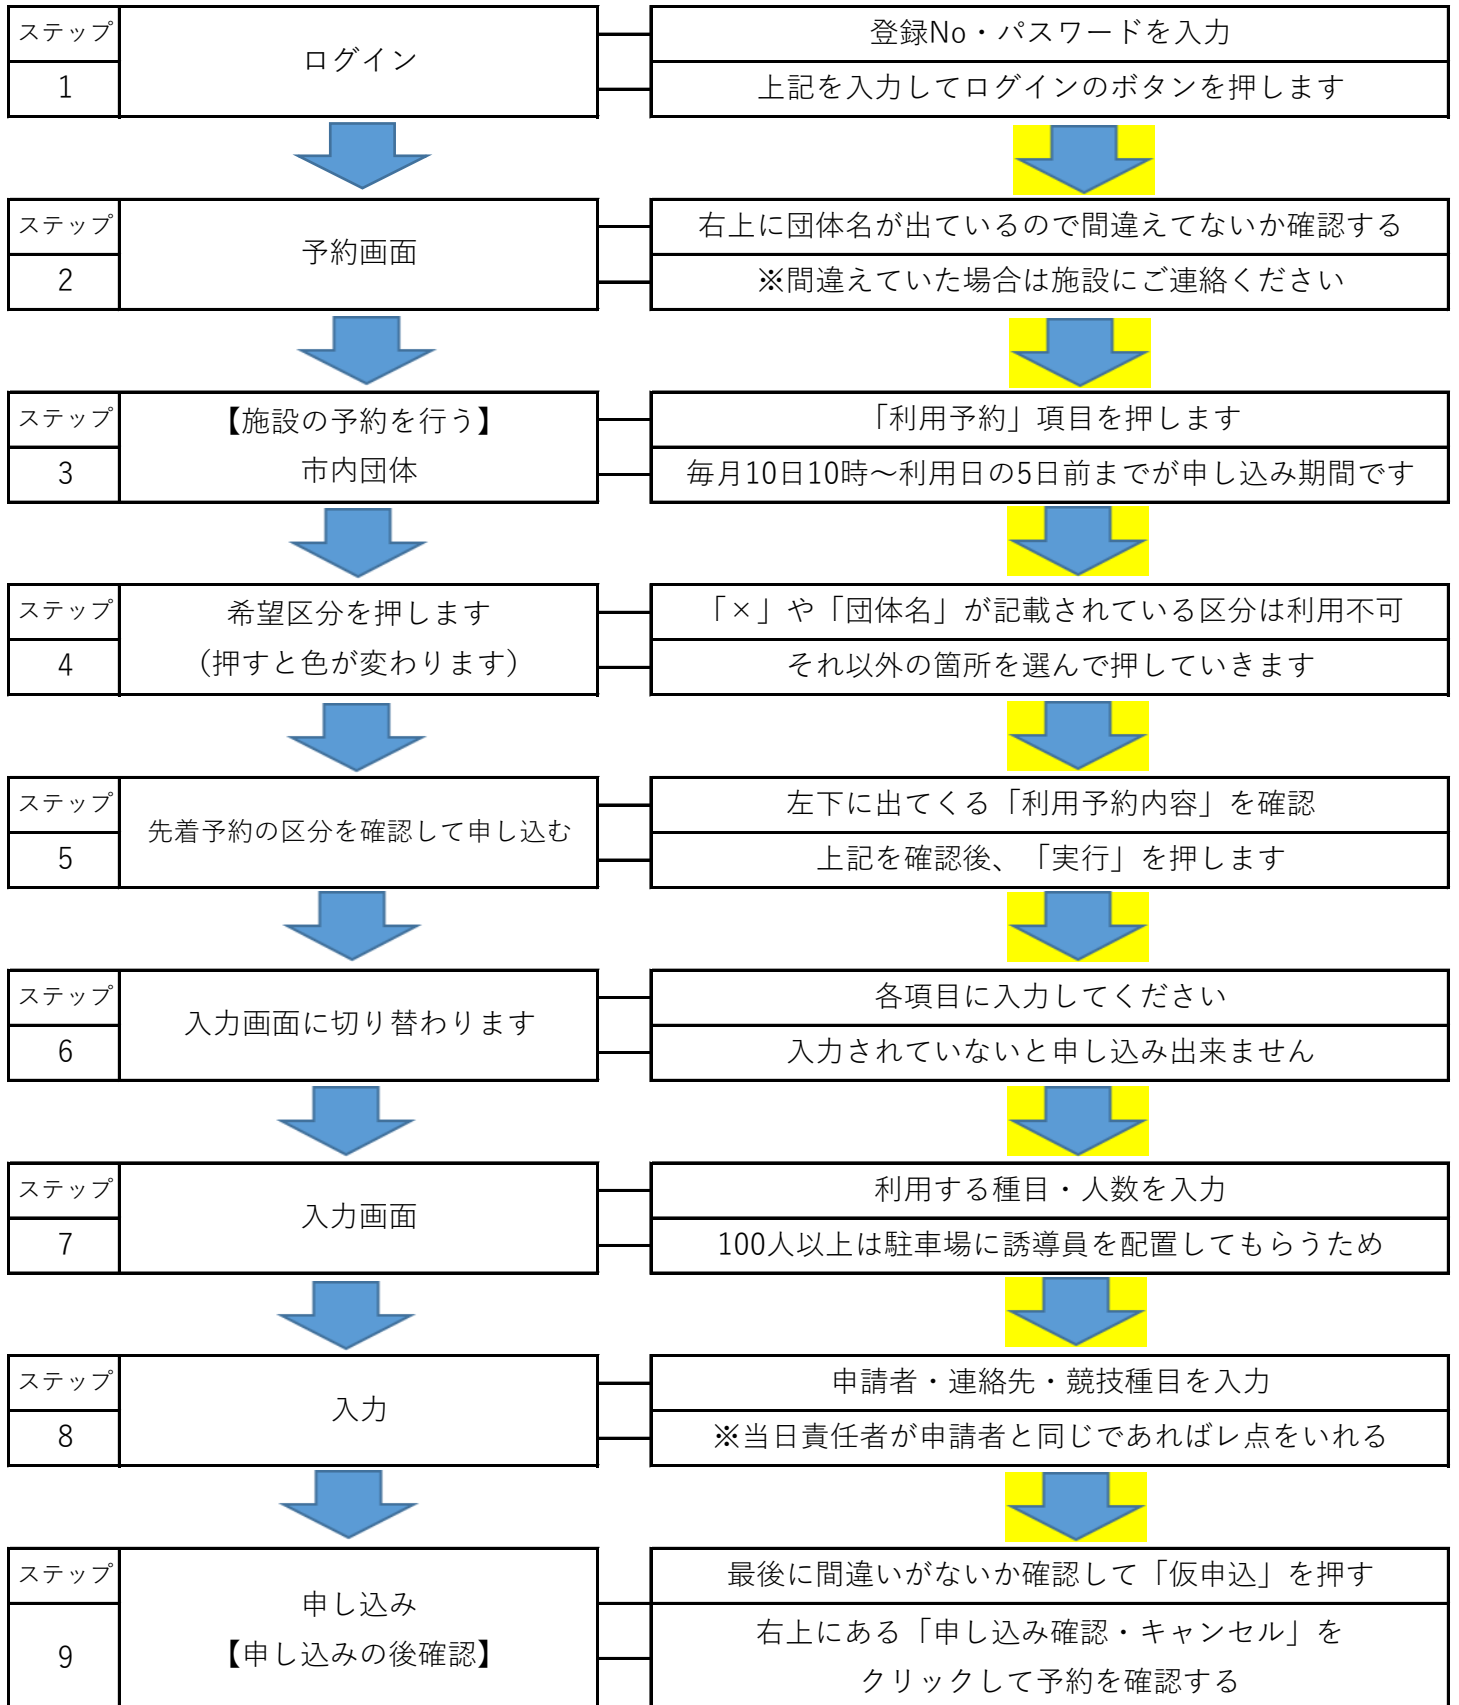 ステップ
1
ログイン
登録No・パスワードを入力
上記を入力してログインのボタンを押します
ステップ
2
予約画面
右上に団体名が出ているので間違えてないか確認する
※間違えていた場合は施設にご連絡ください
ステップ
3
【施設の予約を行う】
市内団体
「利用予約」項目を押します
毎月10日10時～利用日の5日前までが申し込み期間です
ステップ
4
希望区分を押します
（押すと色が変わります）
「×」や「団体名」が記載されている区分は利用不可
それ以外の箇所を選んで押していきます
ステップ
5
先着予約の区分を確認して申し込む
左下に出てくる「利用予約内容」を確認
上記を確認後、「実行」を押します
ステップ
6
入力画面に切り替わります
各項目に入力してください
入力されていないと申し込み出来ません
ステップ
7
入力画面
利用する種目・人数を入力
100人以上は駐車場に誘導員を配置してもらうため
ステップ
8
入力
申請者・連絡先・競技種目を入力
※当日責任者が申請者と同じであればレ点をいれる
ステップ
9
申し込み
【申し込みの後確認】
最後に間違いがないか確認して「仮申込」を押す
右上にある「申し込み確認・キャンセル」を
クリックして予約を確認する